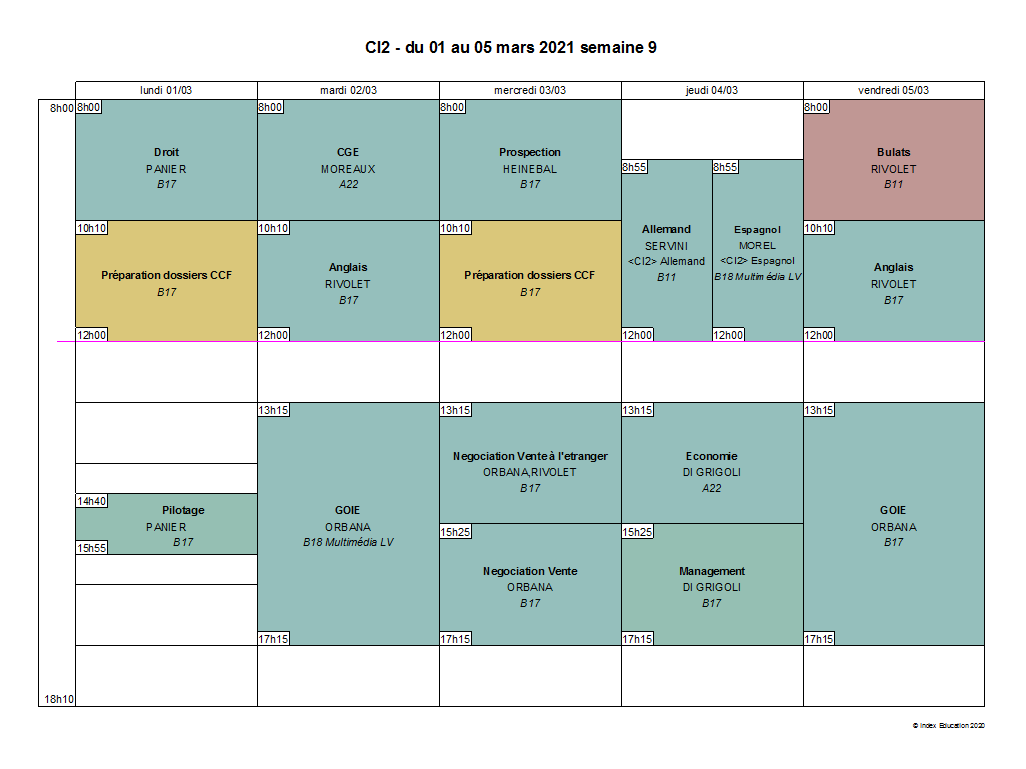 CI2 - du 01 au 05 mars 2021 semaine 9
lundi 01/03
mardi 02/03
mercredi 03/03
jeudi 04/03
vendredi 05/03
8h00
8h00
Droit
PANIER
B17
10h10
Préparation dossiers CCF
B17
12h00
14h40
Pilotage
PANIER
B17
15h55
8h00
CGE
MOREAUX
A22
10h10
Anglais
RIVOLET
B17
12h00
13h15
GOIE
ORBANA
B18 Multimédia LV
17h15
8h00
Prospection
HEINEBAL
B17
10h10
Préparation dossiers CCF
B17
12h00
13h15
Negociation Vente à l'etranger
ORBANA,RIVOLET
B17
15h25
Negociation Vente
ORBANA
B17
17h15
8h55
Allemand
SERVINI
<CI2> Allemand
B11
12h00
8h55
Espagnol
MOREL
<CI2> Espagnol
B18 Multimédia LV
12h00
13h15
Economie
DI GRIGOLI
A22
15h25
Management
DI GRIGOLI
B17
17h15
8h00
Bulats
RIVOLET
B11
10h10
Anglais
RIVOLET
B17
12h00
13h15
GOIE
ORBANA
B17
17h15
18h10
© Index Education 2020